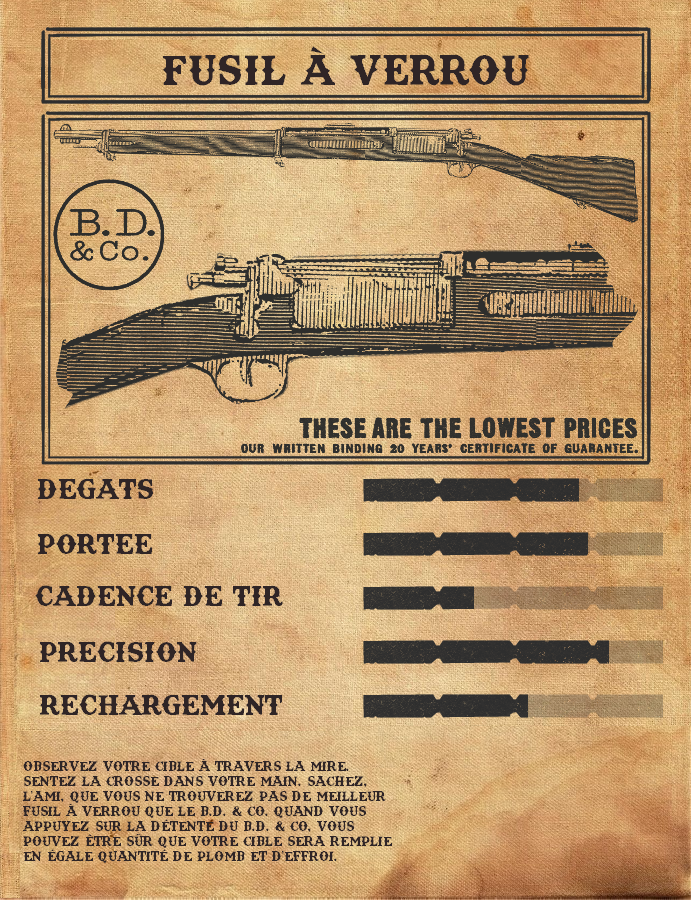 FUSIL À VERROU
B. D.
& Co.
THESE ARE THE LOWEST PRICES
OUR WRITTEN BINDING 20 YEARS' CERTIFICATE OF GUARANTEE.
DEGATS
PORTEE
CADENCE DE TIR
PRECISION
RECHARGEMENT
OBSERVEZ VOTRE CIBLE À TRAVERS LA MIRE.
SENTEZ LA CROSSE DANS VOTRE MAIN. SACHEZ,
L'AMI, QUE VOUS NE TROUVEREZ PAS DE MEILLEUR
FUSIL À VERROU QUE LE B.D. & CO. QUAND VOUS
APPUYEZ SUR LA DÉTENTE DU B.D. & CO, VOUS
POUVEZ ÊTRE SÛR QUE VOTRE CIBLE SERA REMPLIE
EN ÉGALE QUANTITÉ DE PLOMB ET D'EFFROI.